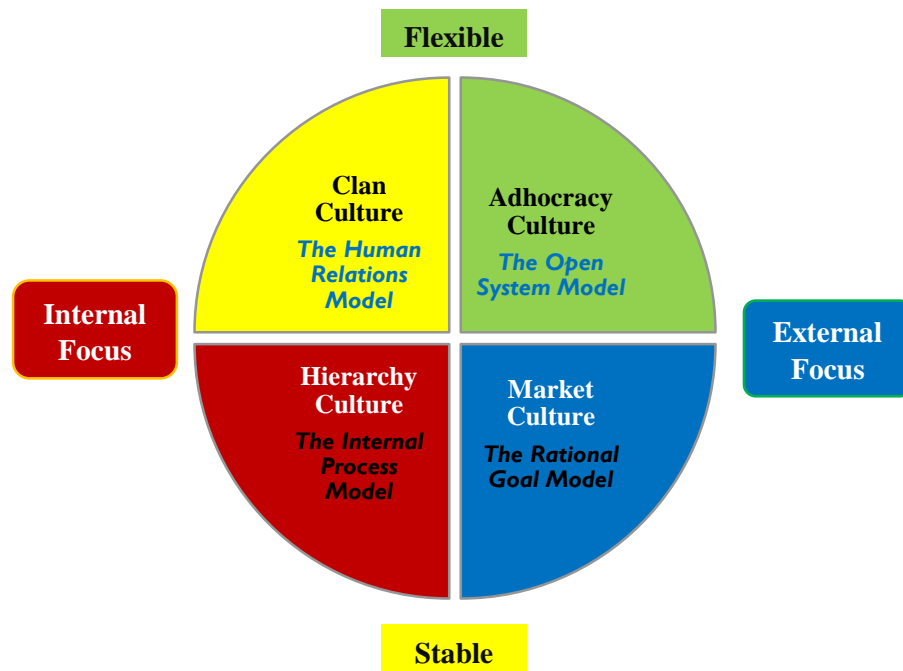 Flexible
Clan
Culture
The Human
Relations
Model
Adhocracy
Culture
The Open
System Model
Internal
Focus
External
Focus
Hierarchy
Culture
The Internal
Process
Model
Market
Culture
The Rational
Goal Model
Stable